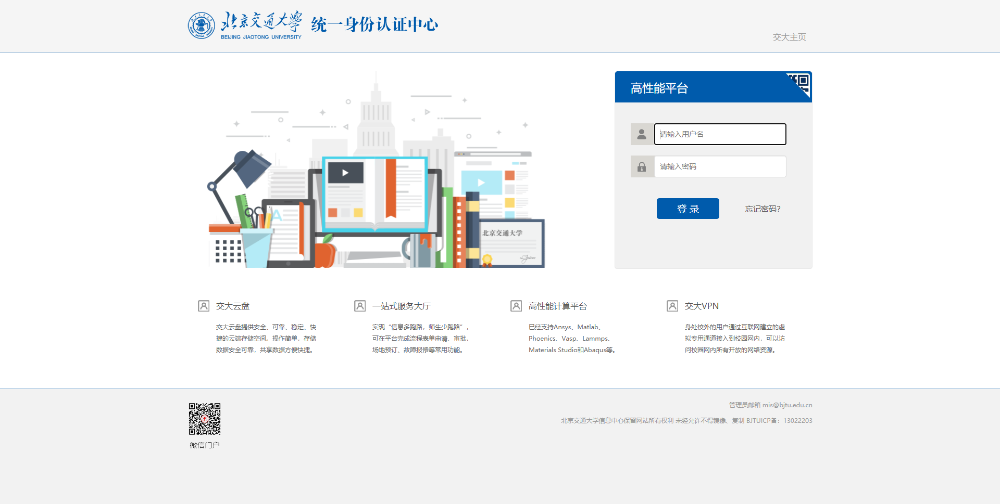 北京交通大学 统一身份认证中心
BEIJING JIAOTONG UNIVERSITY
交大主页
高性能平台
请输入用户名
请输入密码
登 录
忘记密码?
A
北京交通大学
交大云盘
交大云盘提供安全、可靠、稳定、快
捷的云端存储空间。操作简单，存储
数据安全可靠，共享数据方便快捷。
一站式服务大厅
实现“信息多跑路，师生少跑路”，
可在平台完成流程表单申请、审批，
场地预订、故障报修等常用功能。
高性能计算平台
已经支持Ansys、Matlab、
Phoenics、Vasp、Lammps、
Materials Studio和Abaqus等。
交大VPN
身处校外的用户通过互联网建立的虚
拟专用通道接入到校园网内，可以访
问校园网内所有开放的网络资源。
微信门户
管理员邮箱 mis@bjtu.edu.cn
北京交通大学信息中心保留网站所有权利 未经允许不得镜像、复制 BJTUICP备：13022203